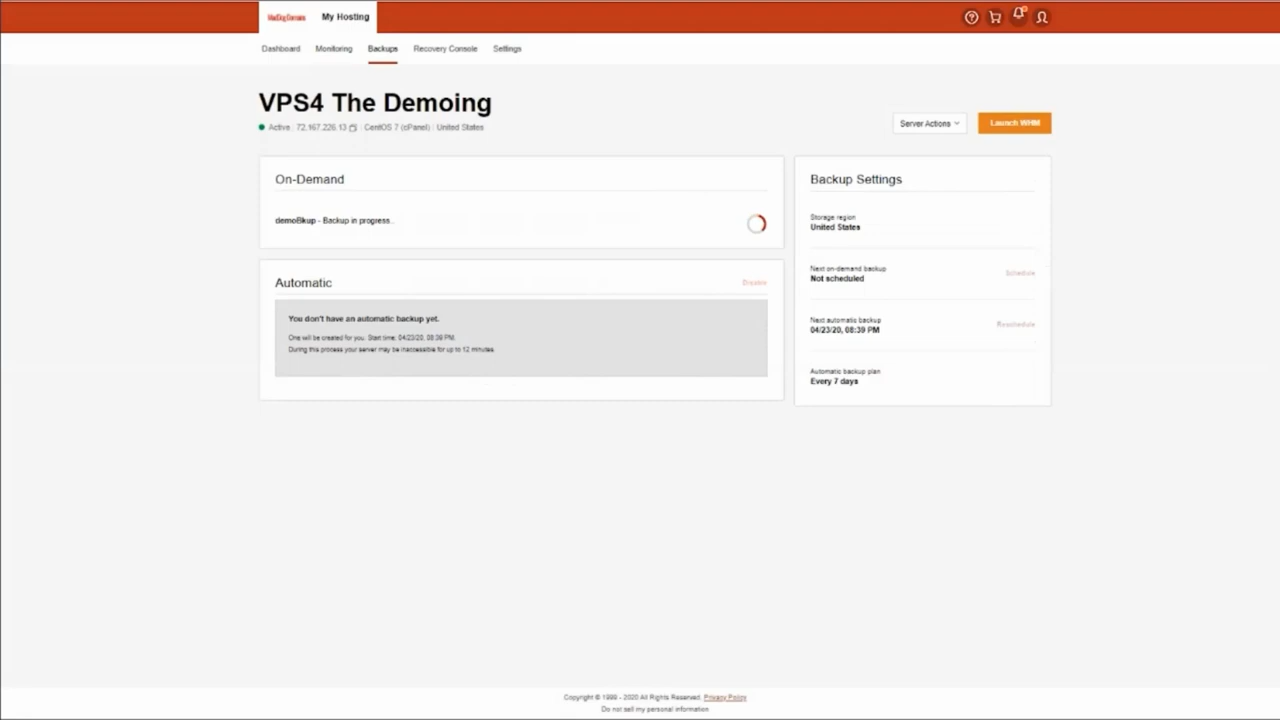 My Hosting
Dashboard Monitoring Backups Recovery Console Settings
VPS4 The Demoing
Active 72.167.226.13 CentOS 7 (cPanel) United States
Server Actions
Launch WHM
On-Demand
demoBkup - Backup in progress..
Automatic
Disable
You don't have an automatic backup yet.
One will be created for you. Start time: 04/23/20, 08:39 PM.
During this process your server may be inaccessible for up to 12 minutes.
Backup Settings
Storage region
United States
Next on-demand backup
Not scheduled
Schedule
Next automatic backup
04/23/20, 08:39 PM
Reschedule
Automatic backup plan
Every 7 days
Copyright © 1999 - 2020 All Rights Reserved. Privacy Policy
Do not sell my personal information